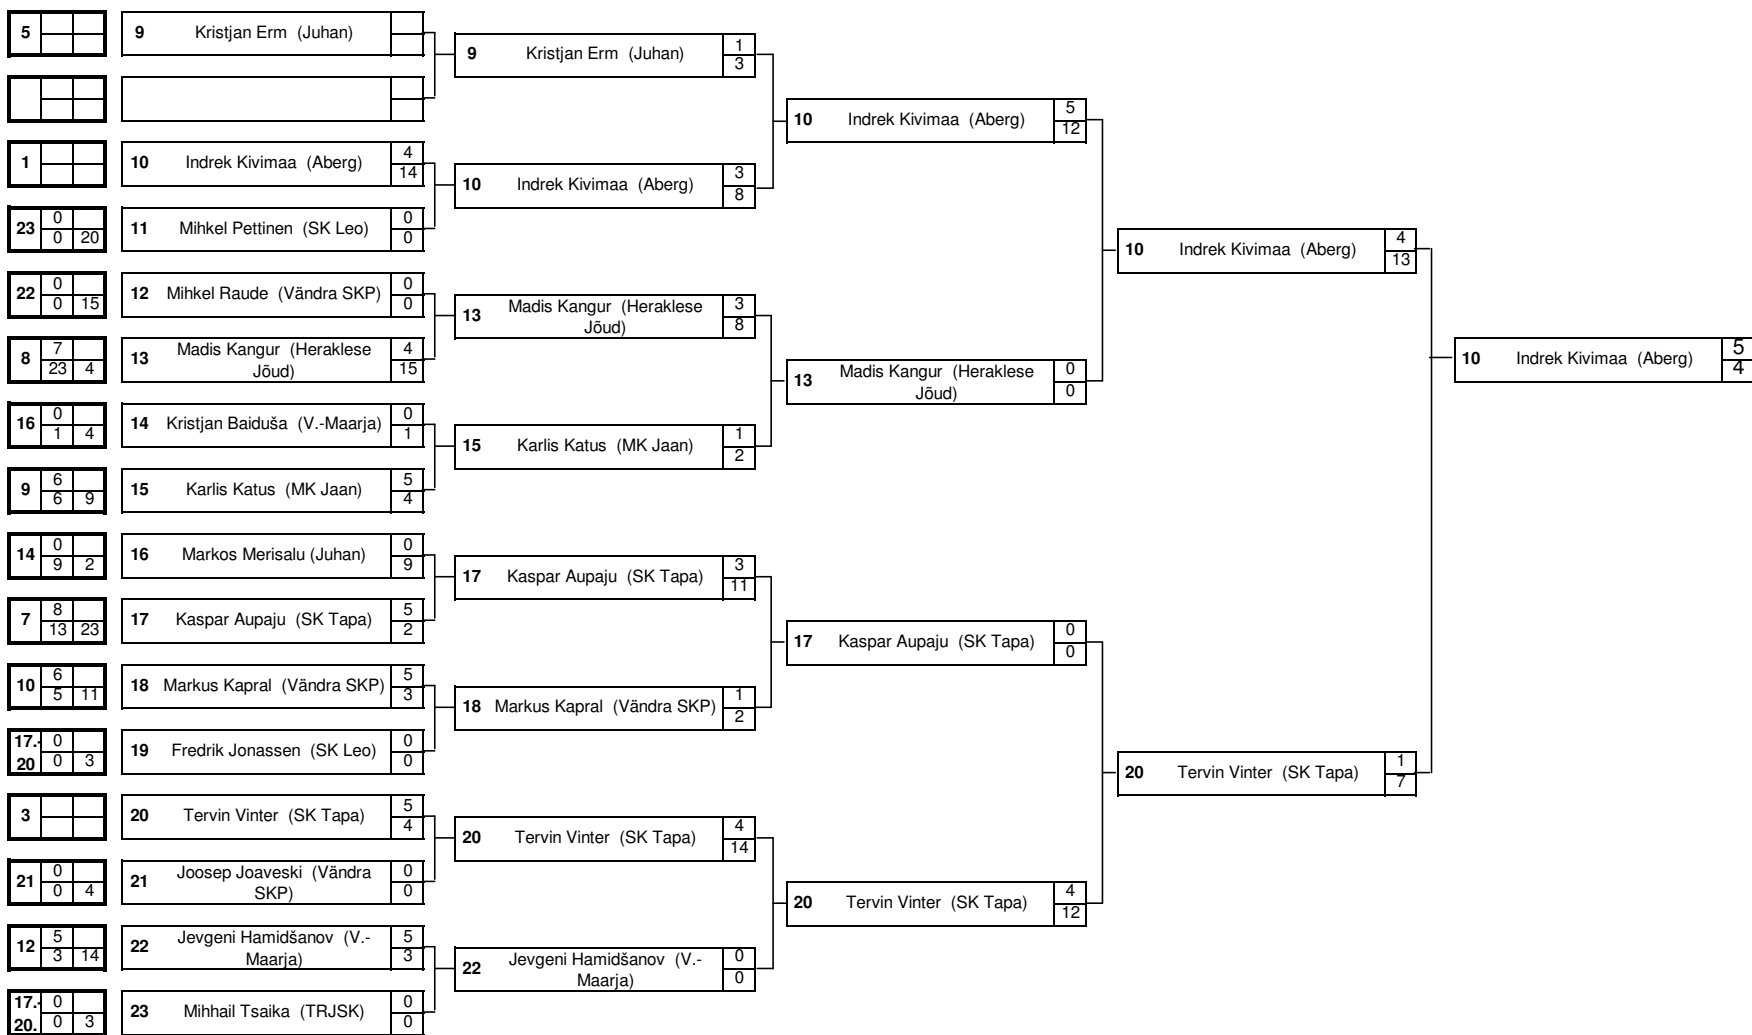 5
9 Kristjan Erm (Juhan)
9 Kristjan Erm (Juhan) 1
3
10 Indrek Kivimaa (Aberg) 5
12
1
10 Indrek Kivimaa (Aberg) 4
14
10 Indrek Kivimaa (Aberg) 3
8
23 0
0 20
11 Mihkel Pettinen (SK Leo) 0
0
10 Indrek Kivimaa (Aberg) 4
13
22 0
0 15
12 Mihkel Raude (Vändra SKP) 0
0
13 Madis Kangur (Heraklese
Jõud) 3
8
8 7
23 4
13 Madis Kangur (Heraklese
Jõud) 4
15
10 Indrek Kivimaa (Aberg) 5
4
13 Madis Kangur (Heraklese
Jõud) 0
0
16 0
1 4
14 Kristjan Baiduša (V.-Maarja) 0
1
15 Karlis Katus (MK Jaan) 1
2
9 6
6 9
15 Karlis Katus (MK Jaan) 5
4
14 0
9 2
16 Markos Merisalu (Juhan) 0
9
17 Kaspar Aupaju (SK Tapa) 3
11
7 8
13 23
17 Kaspar Aupaju (SK Tapa) 5
2
17 Kaspar Aupaju (SK Tapa) 0
0
10 6
5 11
18 Markus Kapral (Vändra SKP) 5
3
18 Markus Kapral (Vändra SKP) 1
2
17.-
20 0
0 3
19 Fredrik Jonassen (SK Leo) 0
0
20 Tervin Vinter (SK Tapa) 1
7
3
20 Tervin Vinter (SK Tapa) 5
4
20 Tervin Vinter (SK Tapa) 4
14
21 0
0 4
21 Joosep Joaveski (Vändra
SKP) 0
0
20 Tervin Vinter (SK Tapa) 4
12
12 5
3 14
22 Jevgeni Hamidšanov (V.-
Maarja) 5
3
22 Jevgeni Hamidšanov (V.-
Maarja) 0
0
17.-
20. 0
0 3
23 Mihhail Tsaika (TRJSK) 0
0